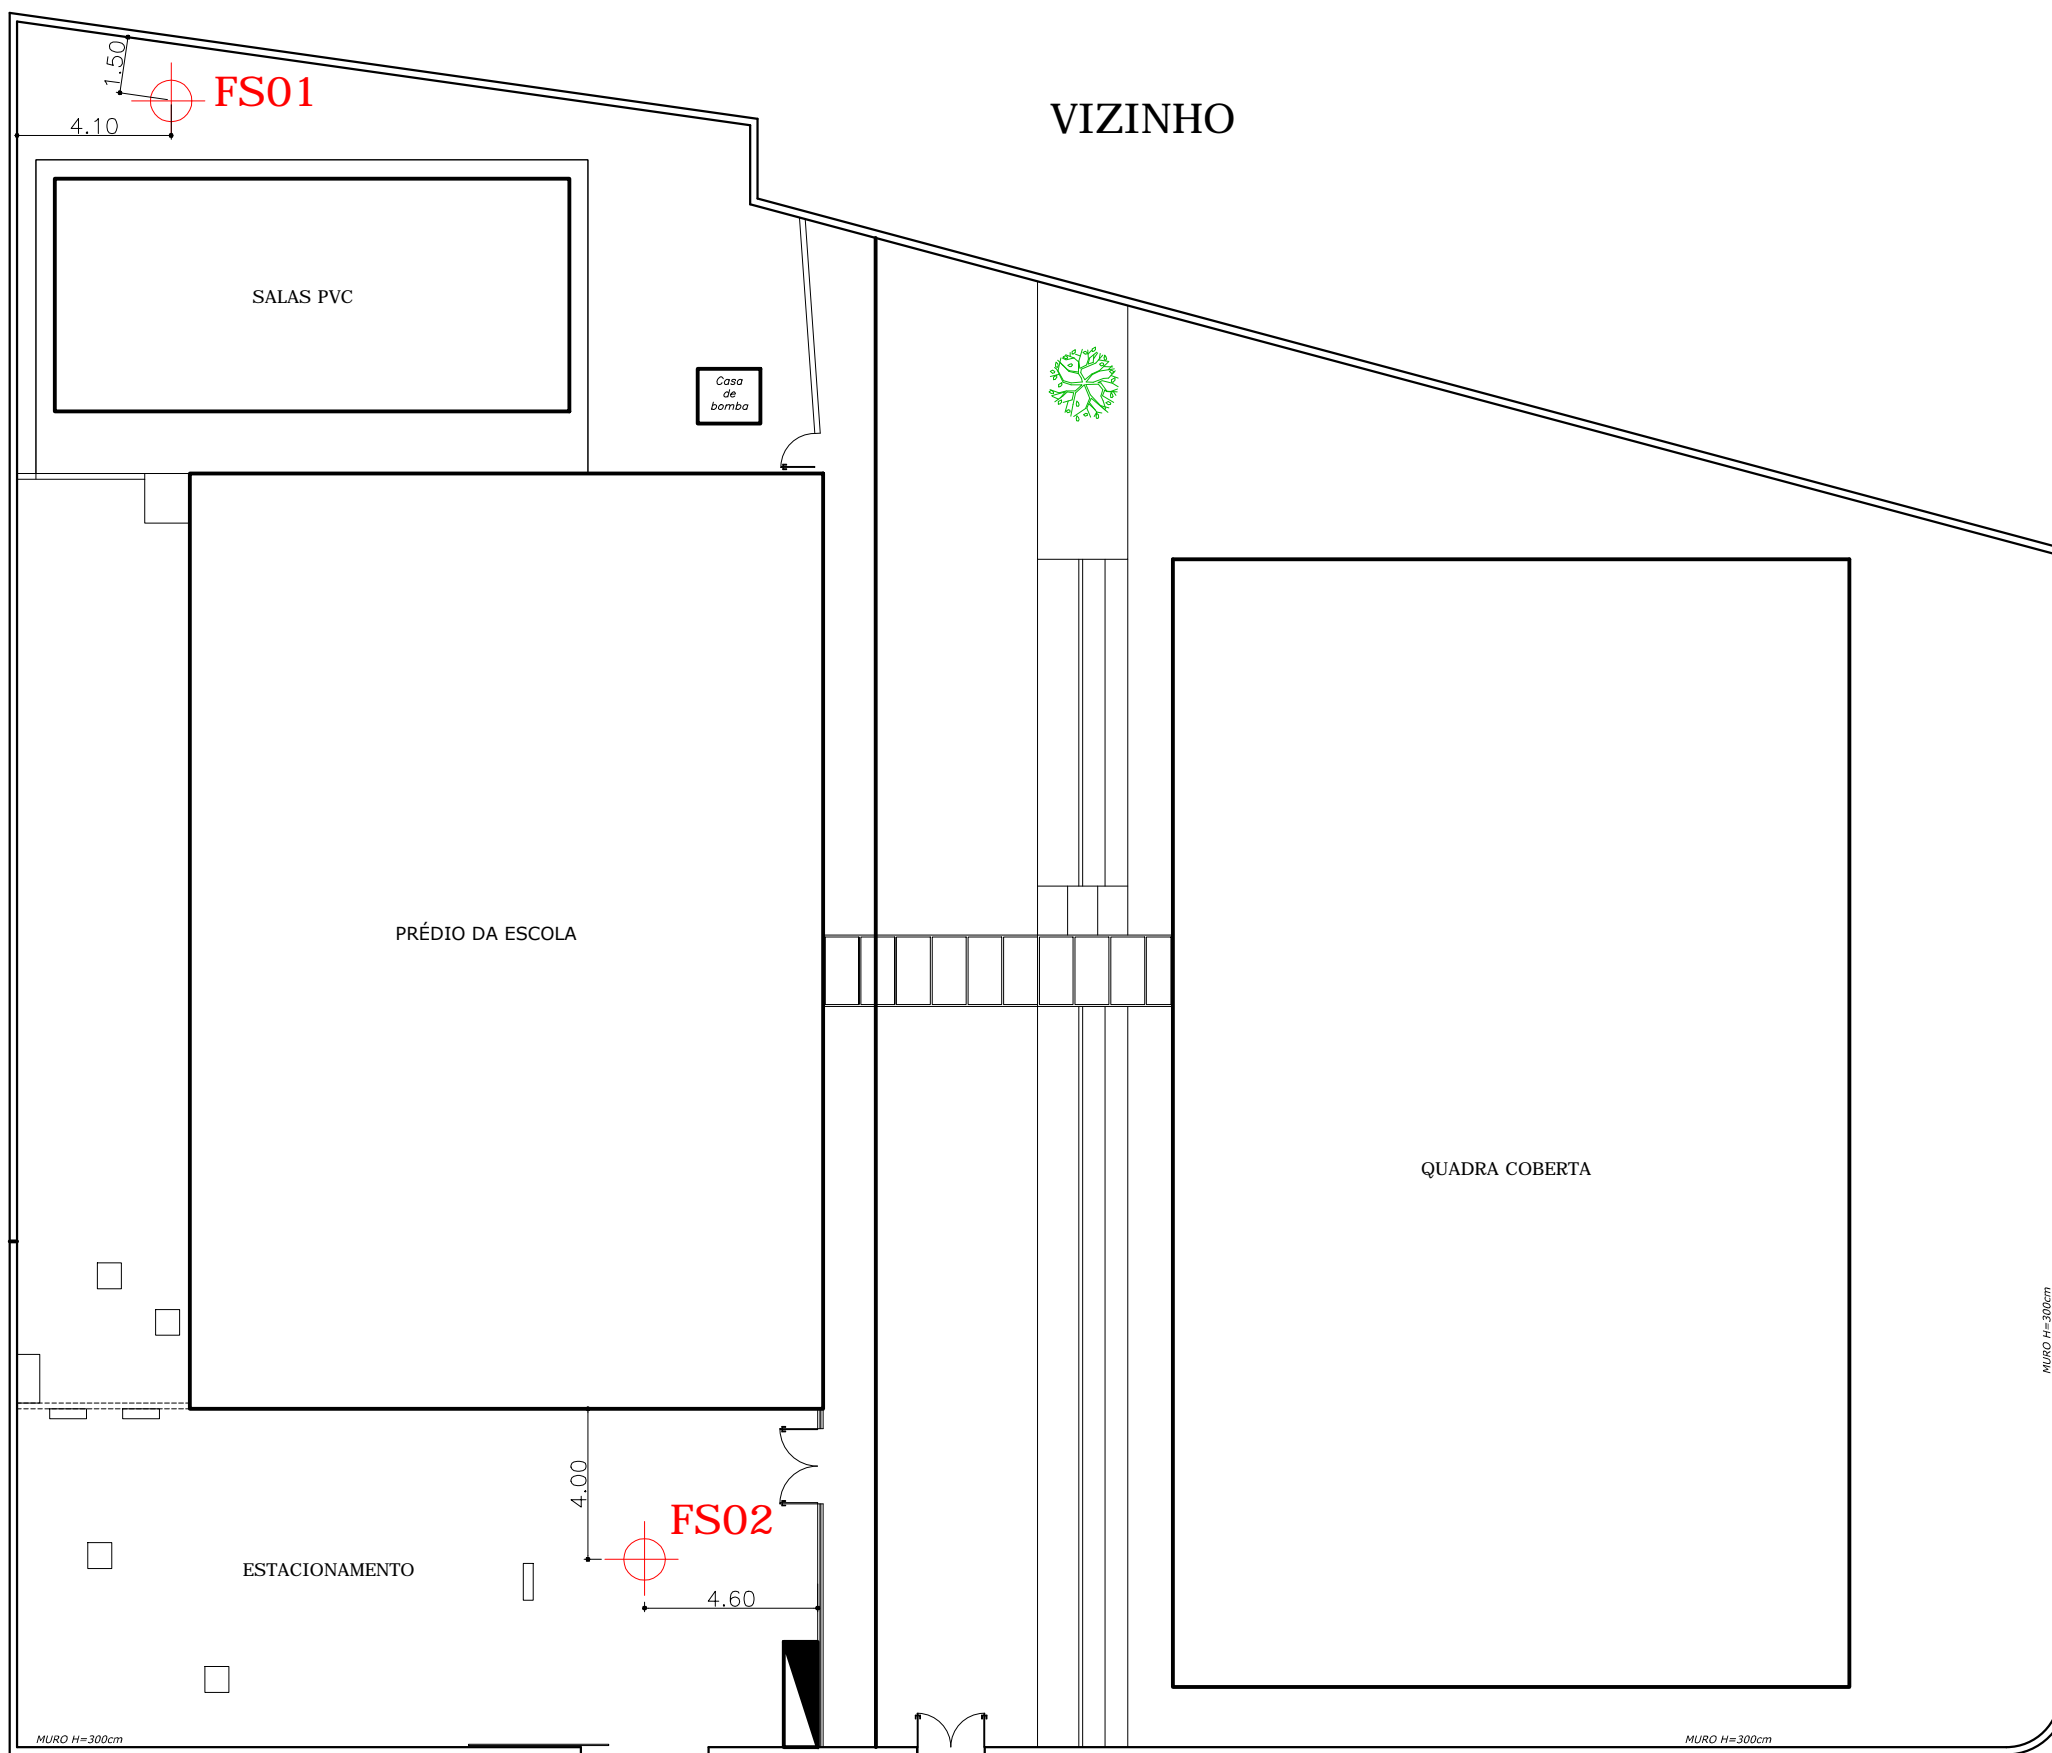 1.50
FS01
4.10
VIZINHO
SALAS PVC
Casa
de
bomba
PRÉDIO DA ESCOLA
QUADRA COBERTA
MURO H=300cm
4.00
FS02
ESTACIONAMENTO
4.60
MURO H=300cm
MURO H=300cm